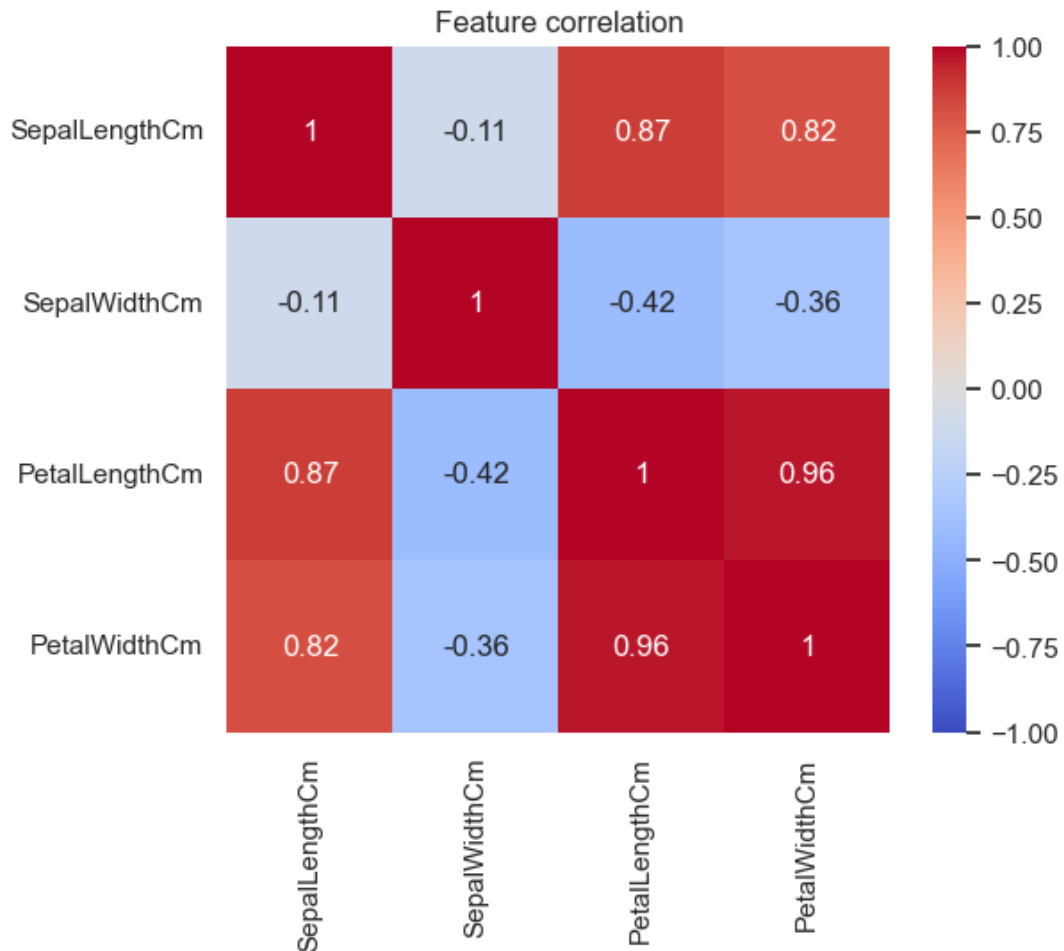 Feature correlation
SepalLengthCm 1 -0.11 0.87 0.82
SepalWidthCm -0.11 1 -0.42 -0.36
PetalLengthCm 0.87 -0.42 1 0.96
PetalWidthCm 0.82 -0.36 0.96 1
SepalLengthCm
SepalWidthCm
PetalLengthCm
PetalWidthCm
1.00
0.75
0.50
0.25
0.00
−0.25
−0.50
−0.75
−1.00